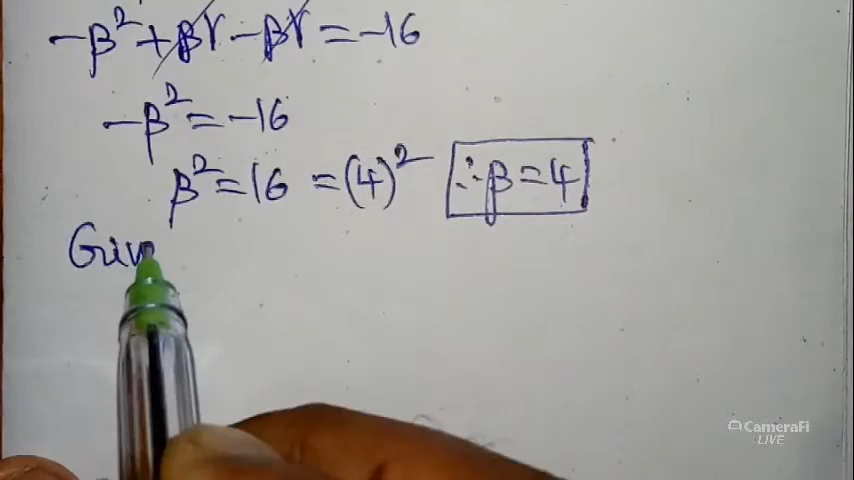 -β² + βγ - βγ = -16
-β² = -16
β² = 16 = (4)² ∴ β = 4
Giv
CameraFi
LIVE